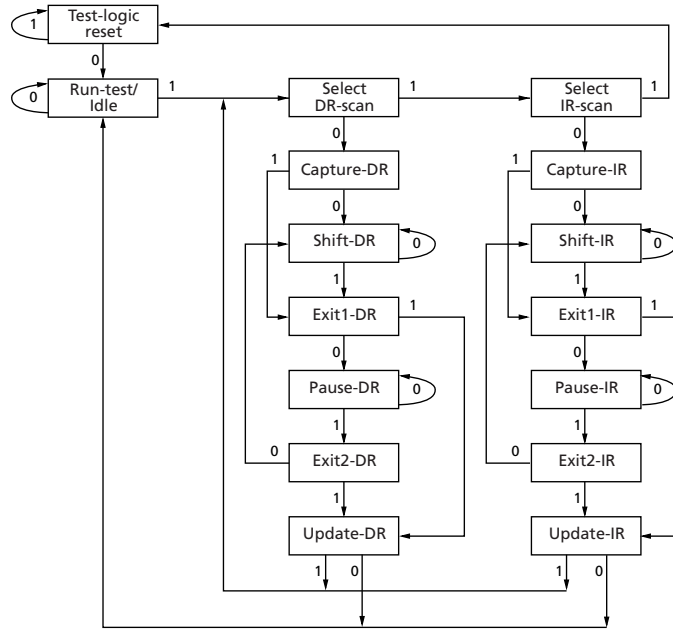 Test-logic
reset
1
0
Run-test/
Idle
0
1
Select
DR-scan
1
Select
IR-scan
1
0
0
1
Capture-DR
1
Capture-IR
0
0
Shift-DR
0
Shift-IR
0
1
1
Exit1-DR
1
Exit1-IR
1
0
0
Pause-DR
0
Pause-IR
0
1
1
0
Exit2-DR
0
Exit2-IR
1
1
Update-DR
Update-IR
1
0
1
0